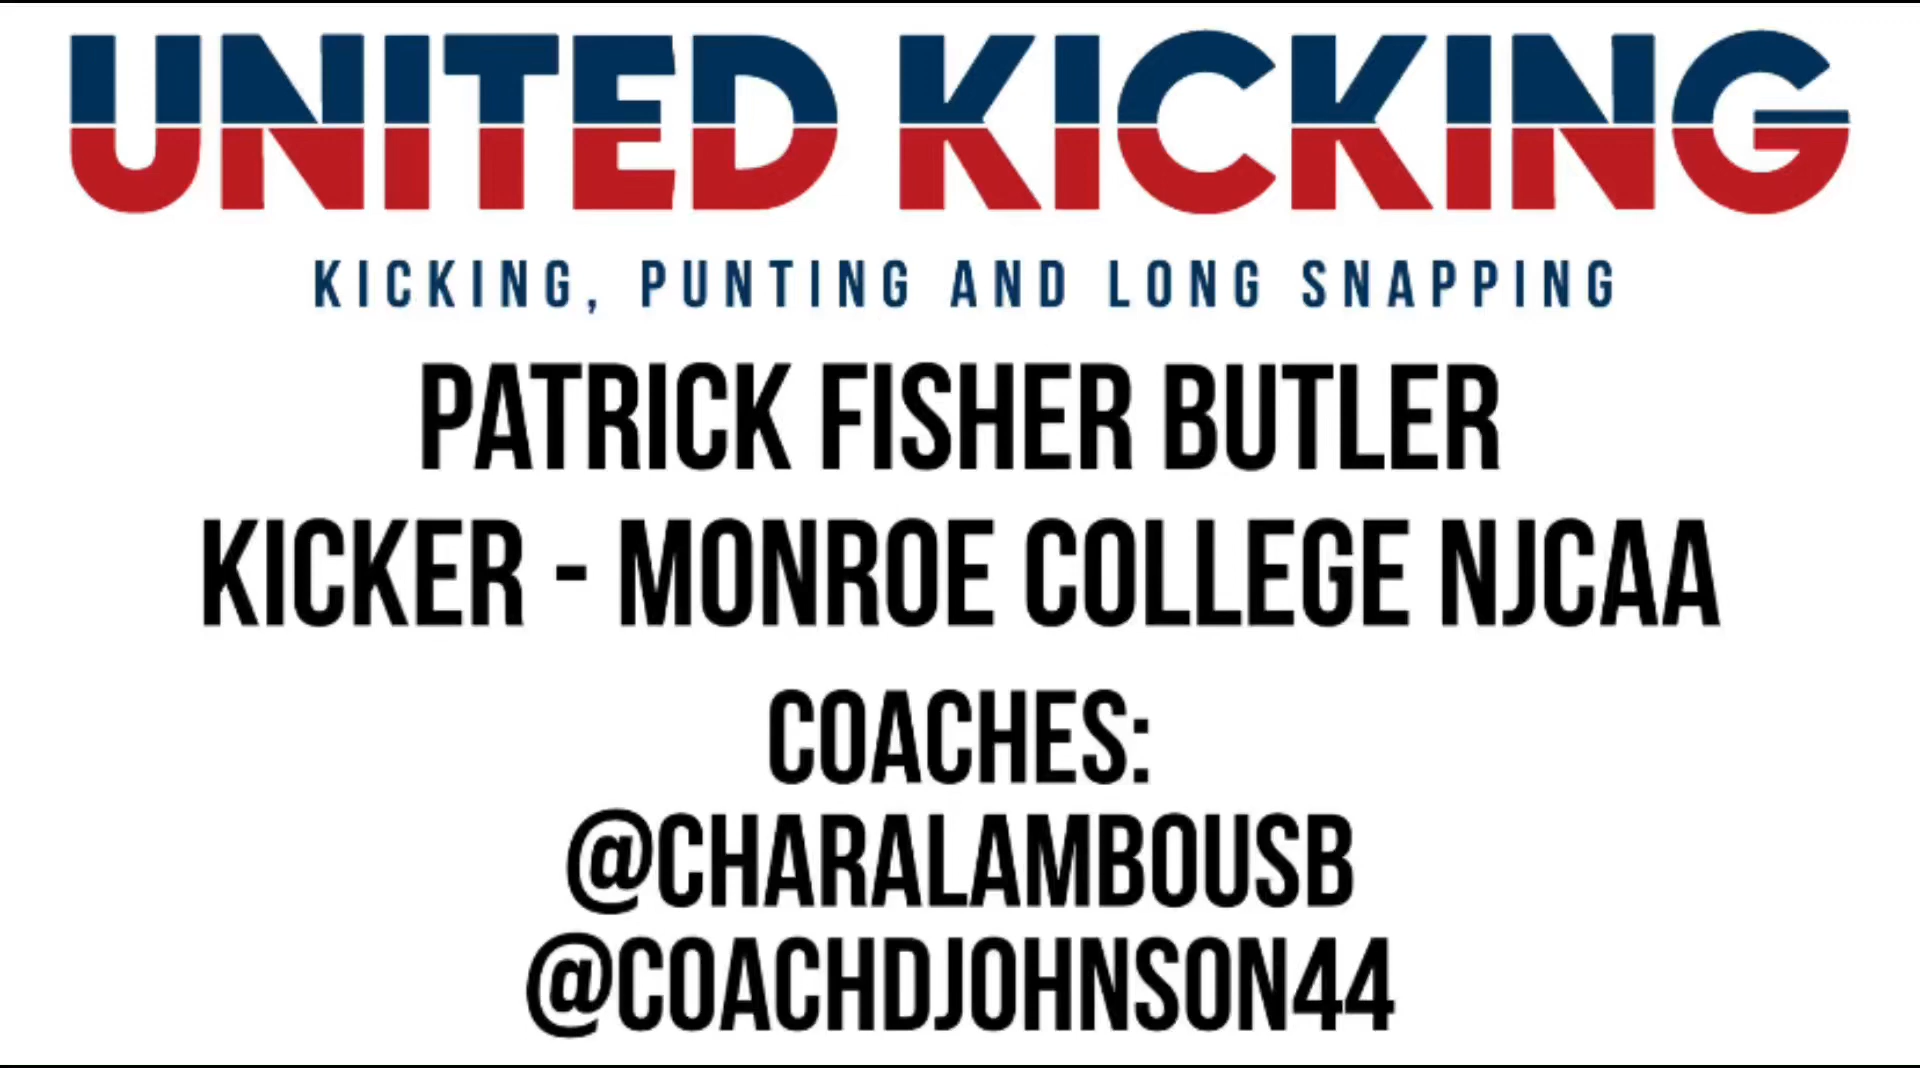 UNITED KICKING
KICKING, PUNTING AND LONG SNAPPING
PATRICK FISHER BUTLER
KICKER - MONROE COLLEGE NJCAA
COACHES:
@CHARALAMBOUSB
@COACHDJOHNSON44